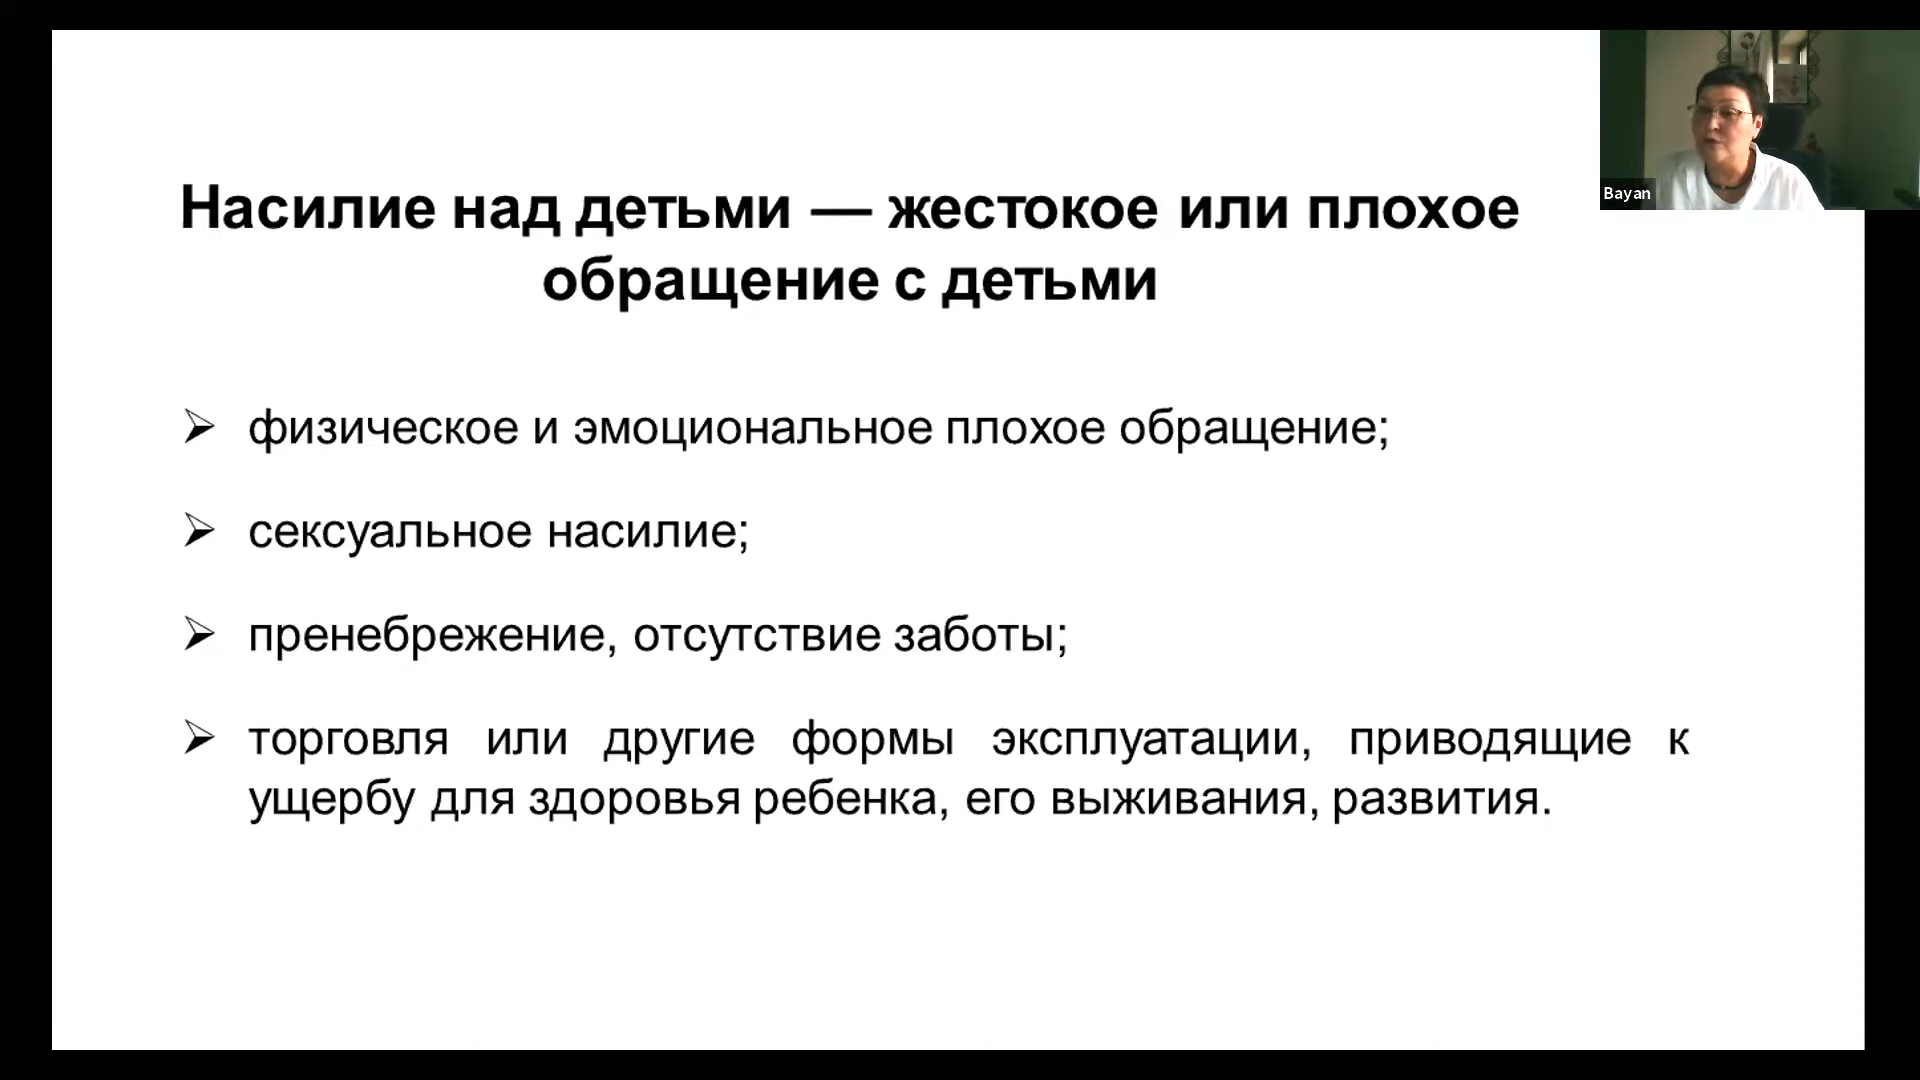 Bayan
Насилие над детьми — жестокое или плохое
обращение с детьми
физическое и эмоциональное плохое обращение;
сексуальное насилие;
пренебрежение, отсутствие заботы;
торговля или другие формы эксплуатации, приводящие к
ущербу для здоровья ребенка, его выживания, развития.